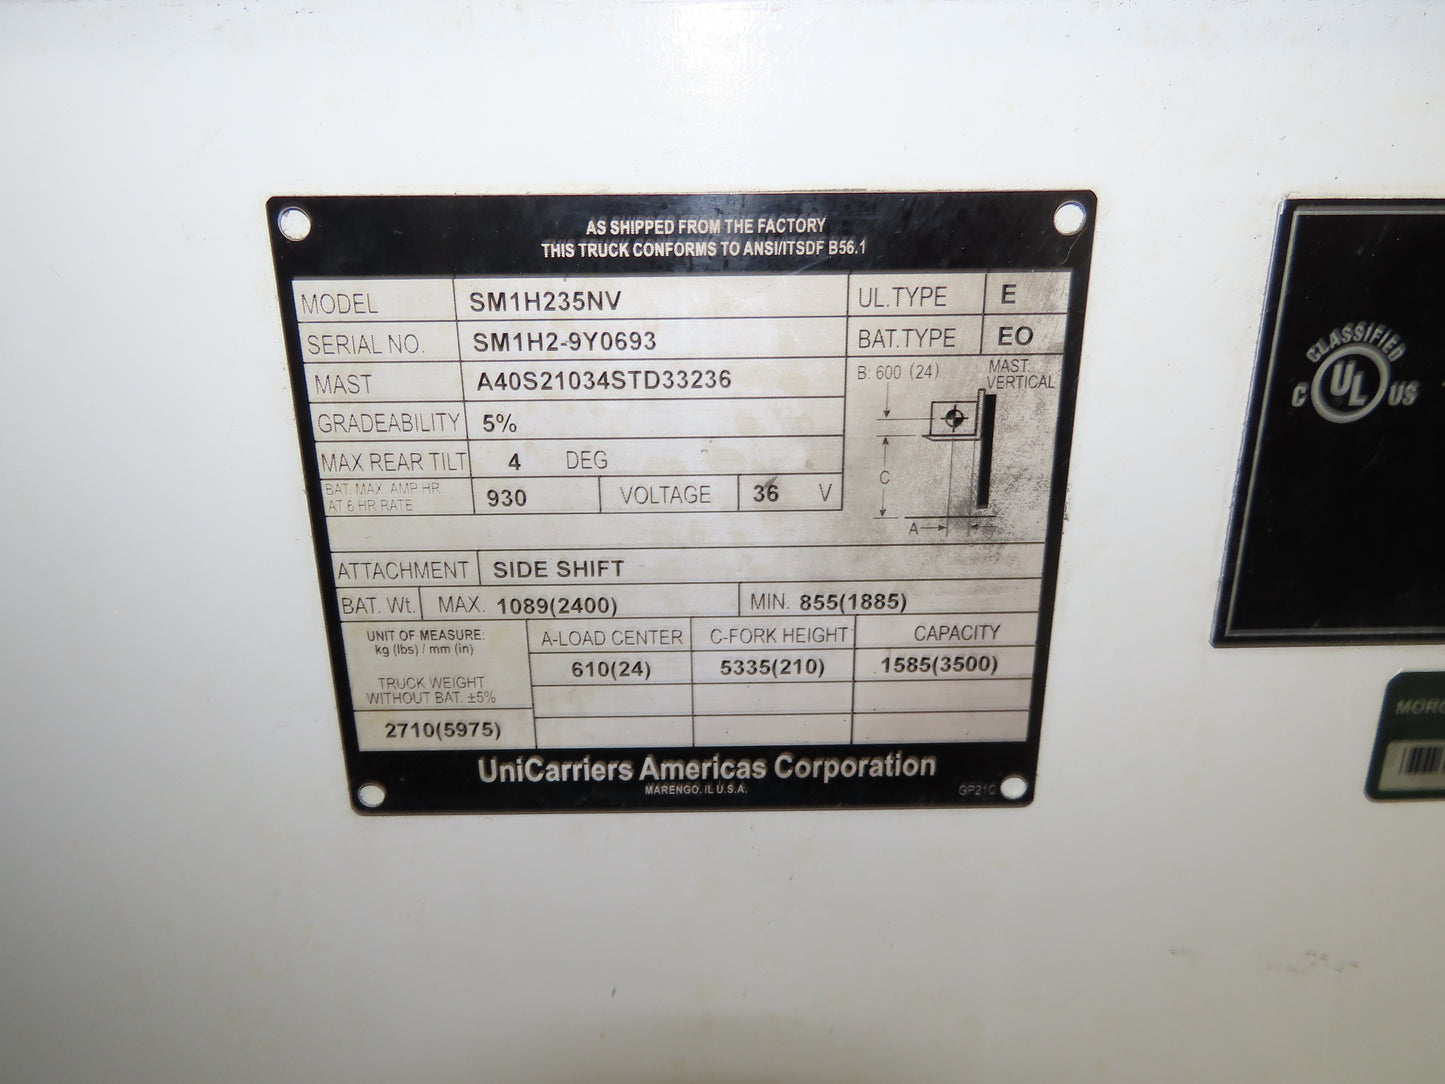 AS SHIPPED FROM THE FACTORY
THIS TRUCK CONFORMS TO ANSI/ITSDF B56.1
MODEL SM1H235NV UL.TYPE E
SERIAL NO. SM1H2-9Y0693 BAT.TYPE EO
MAST A40S21034STD33236
B: 600 (24) MAST:
VERTICAL
GRADEABILITY 5%
MAX REAR TILT 4 DEG
BAT. MAX. AMP HR
AT 6 HR RATE 930 VOLTAGE 36 V
C
A
ATTACHMENT SIDE SHIFT
BAT. Wt. MAX. 1089(2400) MIN. 855(1885)
UNIT OF MEASURE:
kg (lbs) / mm (in)
A-LOAD CENTER C-FORK HEIGHT CAPACITY
610(24) 5335(210) 1585(3500)
TRUCK WEIGHT
WITHOUT BAT. ±5%
2710(5975)
UniCarriers Americas Corporation
MARENGO, IL U.S.A.
GP21C
CLASSIFIED
C UL US